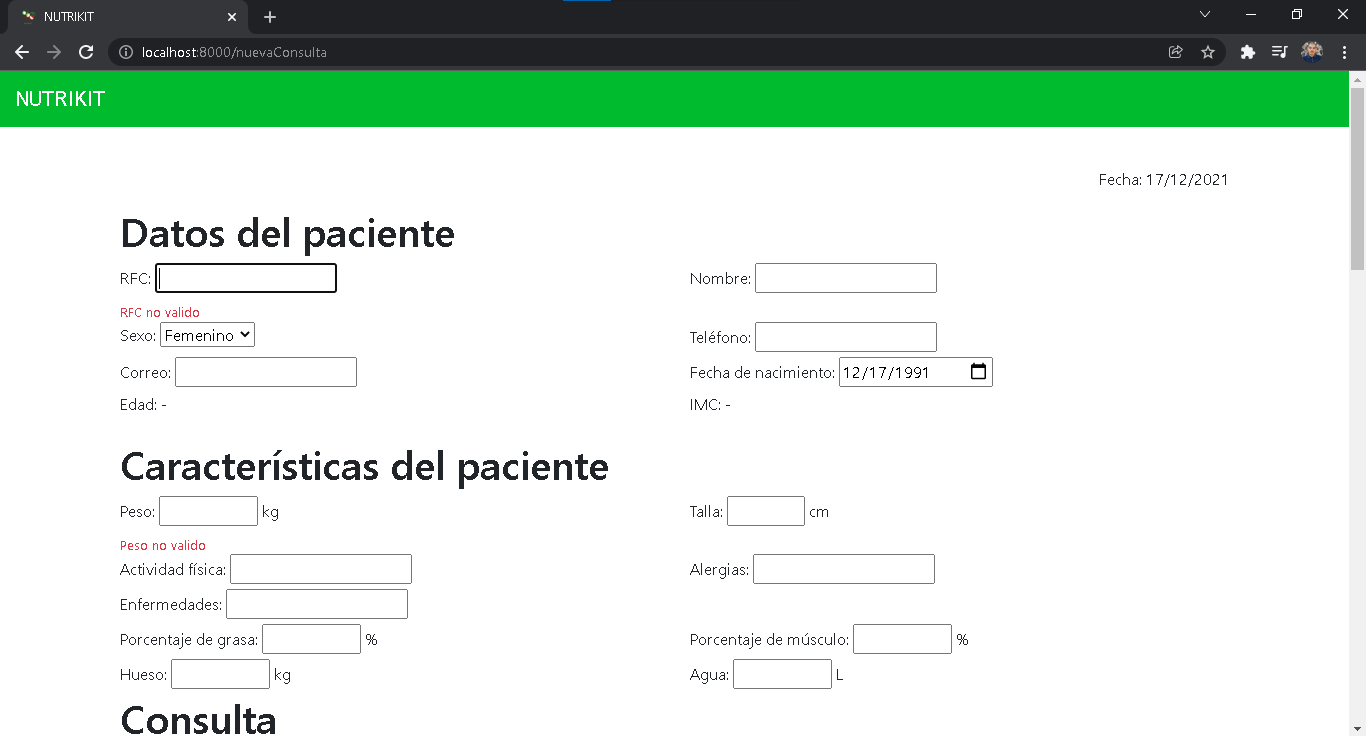 NUTRIKIT
localhost:8000/nuevaConsulta
NUTRIKIT
Fecha: 17/12/2021
Datos del paciente
RFC: Nombre:
RFC no valido
Sexo: Femenino Teléfono:
Correo: Fecha de nacimiento: 12/17/1991
Edad: - IMC: -
Características del paciente
Peso: kg Talla: cm
Peso no valido
Actividad física: Alergias:
Enfermedades:
Porcentaje de grasa: % Porcentaje de músculo: %
Hueso: kg Agua: L
Consulta